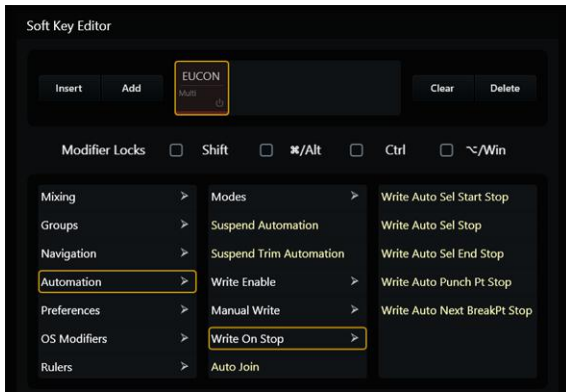 Soft Key Editor
Insert Add EUCON Multi Clear Delete
Modifier Locks Shift ⌘/Alt Ctrl ⌥/Win
Mixing > Modes > Write Auto Sel Start Stop
Groups > Suspend Automation Write Auto Sel Stop
Navigation > Suspend Trim Automation Write Auto Sel End Stop
Automation > Write Enable > Write Auto Punch Pt Stop
Preferences > Manual Write > Write Auto Next BreakPt Stop
OS Modifiers > Write On Stop >
Rulers > Auto Join